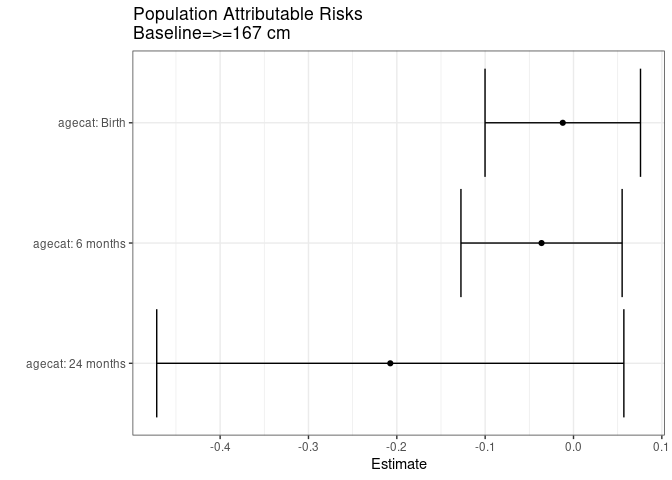 Population Attributable Risks
Baseline=>=167 cm
agecat: Birth
agecat: 6 months
agecat: 24 months
-0.4 -0.3 -0.2 -0.1 0.0 0.1
Estimate